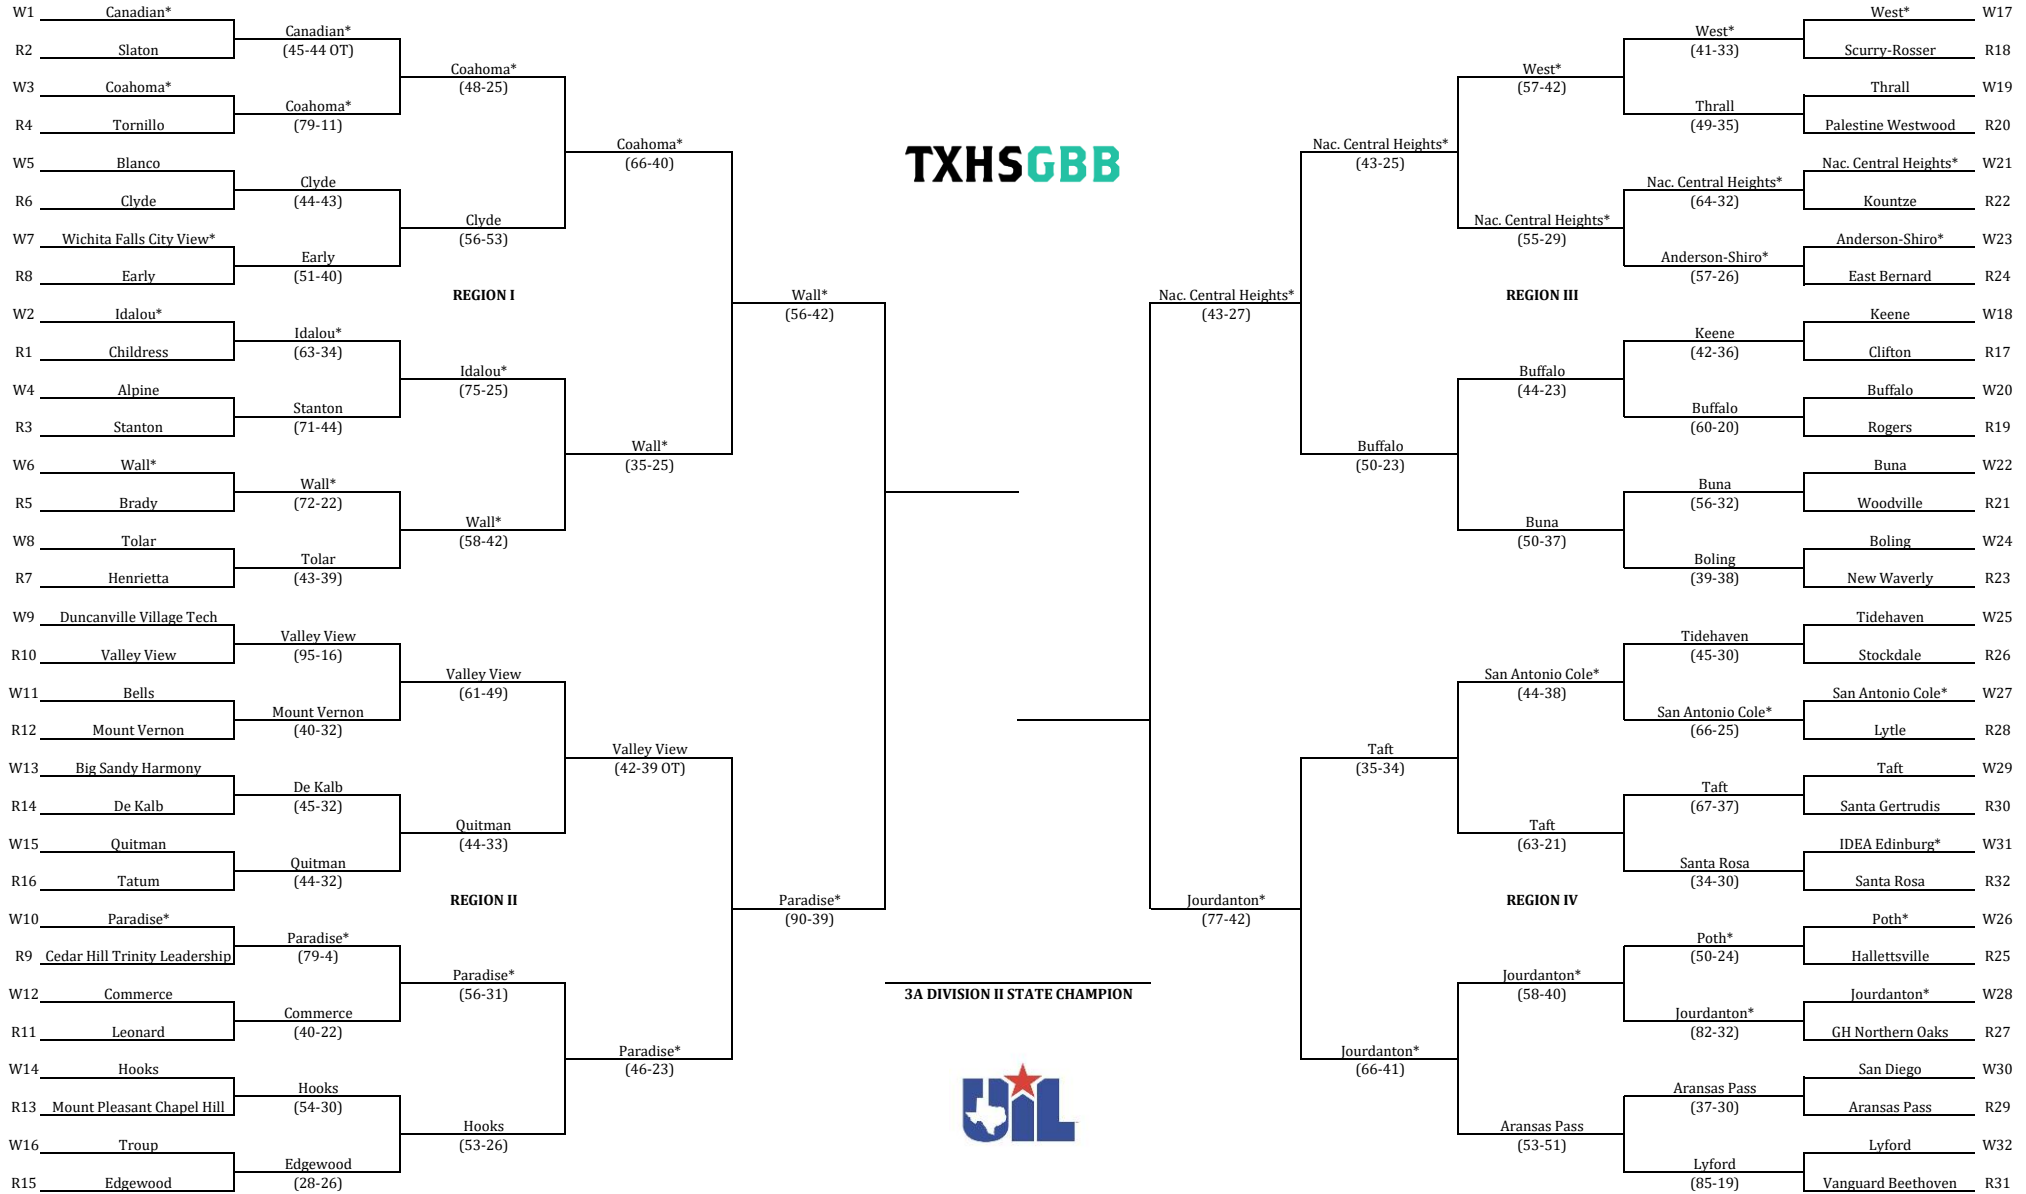 W1 Canadian*
R2 Slaton
W3 Coahoma*
R4 Tornillo
W5 Blanco
R6 Clyde
W7 Wichita Falls City View*
R8 Early
W2 Idalou*
R1 Childress
W4 Alpine
R3 Stanton
W6 Wall*
R5 Brady
W8 Tolar
R7 Henrietta
W9 Duncanville Village Tech
R10 Valley View
W11 Bells
R12 Mount Vernon
W13 Big Sandy Harmony
R14 De Kalb
W15 Quitman
R16 Tatum
W10 Paradise*
R9 Cedar Hill Trinity Leadership
W12 Commerce
R11 Leonard
W14 Hooks
R13 Mount Pleasant Chapel Hill
W16 Troup
R15 Edgewood
Canadian*
(45-44 OT)
Coahoma*
(79-11)
Clyde
(44-43)
Early
(51-40)
Idalou*
(63-34)
Stanton
(71-44)
Wall*
(72-22)
Tolar
(43-39)
Valley View
(95-16)
Mount Vernon
(40-32)
De Kalb
(45-32)
Quitman
(44-32)
Paradise*
(79-4)
Commerce
(40-22)
Hooks
(54-30)
Edgewood
(28-26)
Coahoma*
(48-25)
Clyde
(56-53)
REGION I
Idalou*
(75-25)
Wall*
(58-42)
Valley View
(61-49)
Quitman
(44-33)
REGION II
Paradise*
(56-31)
Hooks
(53-26)
Coahoma*
(66-40)
Wall*
(35-25)
Valley View
(42-39 OT)
Paradise*
(46-23)
Wall*
(56-42)
Paradise*
(90-39)
TXHSGBB
3A DIVISION II STATE CHAMPION
UIL
Nac. Central Heights*
(43-27)
Jourdanton*
(77-42)
Nac. Central Heights*
(43-25)
Buffalo
(50-23)
Taft
(35-34)
Jourdanton*
(66-41)
West*
(57-42)
Nac. Central Heights*
(55-29)
REGION III
Buffalo
(44-23)
Buna
(50-37)
San Antonio Cole*
(44-38)
Taft
(63-21)
REGION IV
Jourdanton*
(58-40)
Aransas Pass
(53-51)
West*
(41-33)
Thrall
(49-35)
Nac. Central Heights*
(64-32)
Anderson-Shiro*
(57-26)
Keene
(42-36)
Buffalo
(60-20)
Buna
(56-32)
Boling
(39-38)
Tidehaven
(45-30)
San Antonio Cole*
(66-25)
Taft
(67-37)
Santa Rosa
(34-30)
Poth*
(50-24)
Jourdanton*
(82-32)
Aransas Pass
(37-30)
Lyford
(85-19)
West* W17
Scurry-Rosser R18
Thrall W19
Palestine Westwood R20
Nac. Central Heights* W21
Kountze R22
Anderson-Shiro* W23
East Bernard R24
Keene W18
Clifton R17
Buffalo W20
Rogers R19
Buna W22
Woodville R21
Boling W24
New Waverly R23
Tidehaven W25
Stockdale R26
San Antonio Cole* W27
Lytle R28
Taft W29
Santa Gertrudis R30
IDEA Edinburg* W31
Santa Rosa R32
Poth* W26
Hallettsville R25
Jourdanton* W28
GH Northern Oaks R27
San Diego W30
Aransas Pass R29
Lyford W32
Vanguard Beethoven R31